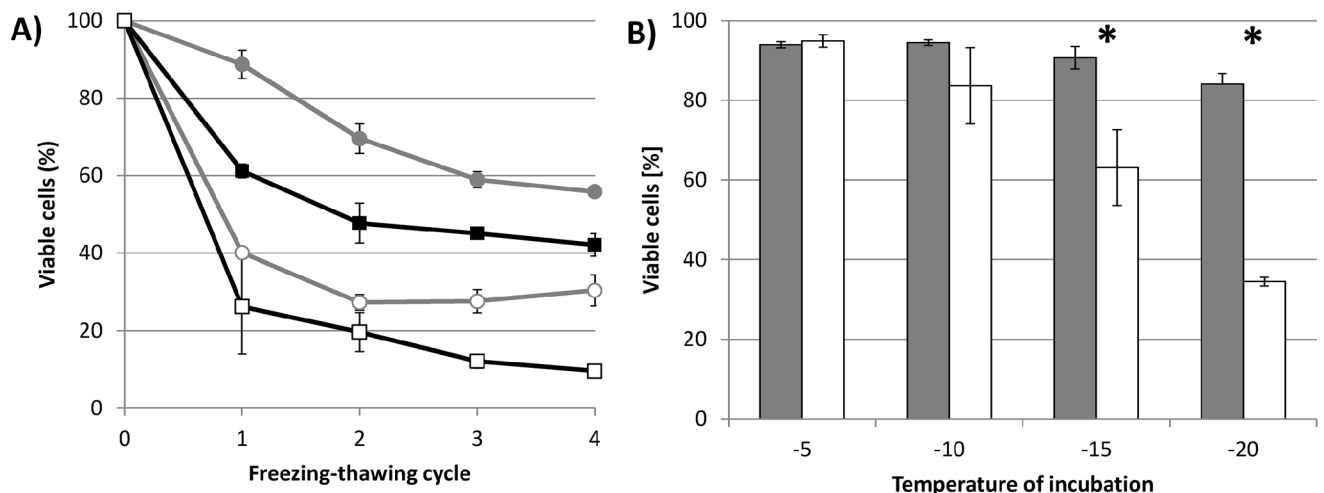 A)
100
80
60
40
20
0
Viable cells (%)
0 1 2 3 4
Freezing-thawing cycle
B)
100
80
60
40
20
0
Viable cells [%]
* *
-5 -10 -15 -20
Temperature of incubation